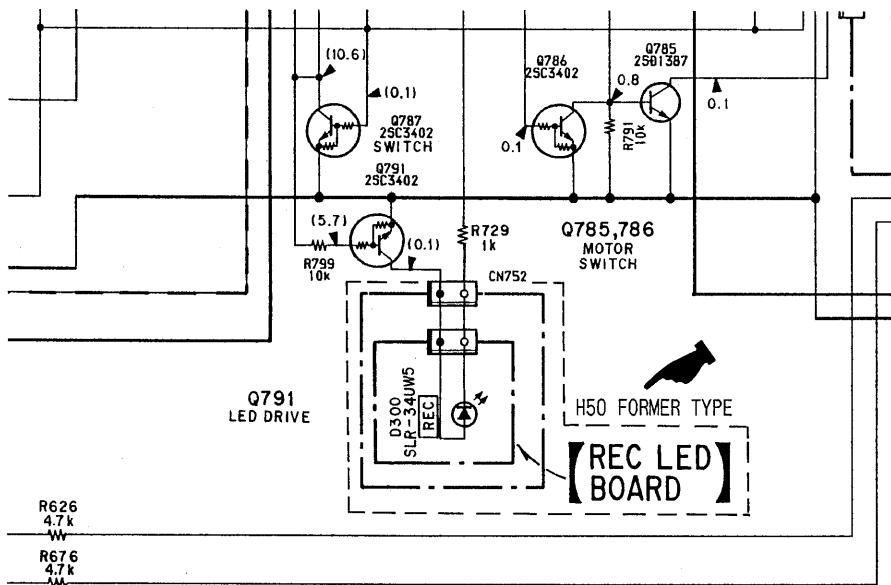 (10.6)
Q786
2SC3402
Q785
2SD1387
0.8
(0.1)
0.1
Q787
2SC3402
SWITCH
R791
10k
0.1
Q791
2SC3402
(5.7)
R729
1k
Q785,786
MOTOR
SWITCH
R799
10k
(0.1)
CN752
Q791
LED DRIVE
D300
SLR-34UW5
REC
H50 FORMER TYPE
REC LED
BOARD
R626
4.7k
R676
4.7k